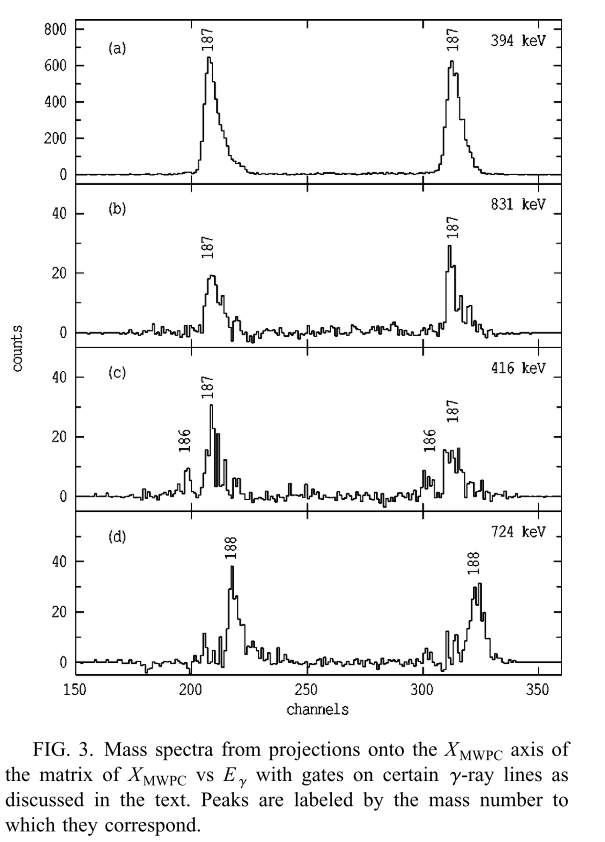 counts
800
600
400
200
0
(a)
187
187
394 keV
40
20
0
(b)
187
187
831 keV
40
20
0
(c)
186
187
186
187
416 keV
40
20
0
(d)
188
188
724 keV
150 200 250 300 350
channels
FIG. 3. Mass spectra from projections onto the X_MWPC axis of
the matrix of X_MWPC vs E_γ with gates on certain γ-ray lines as
discussed in the text. Peaks are labeled by the mass number to
which they correspond.